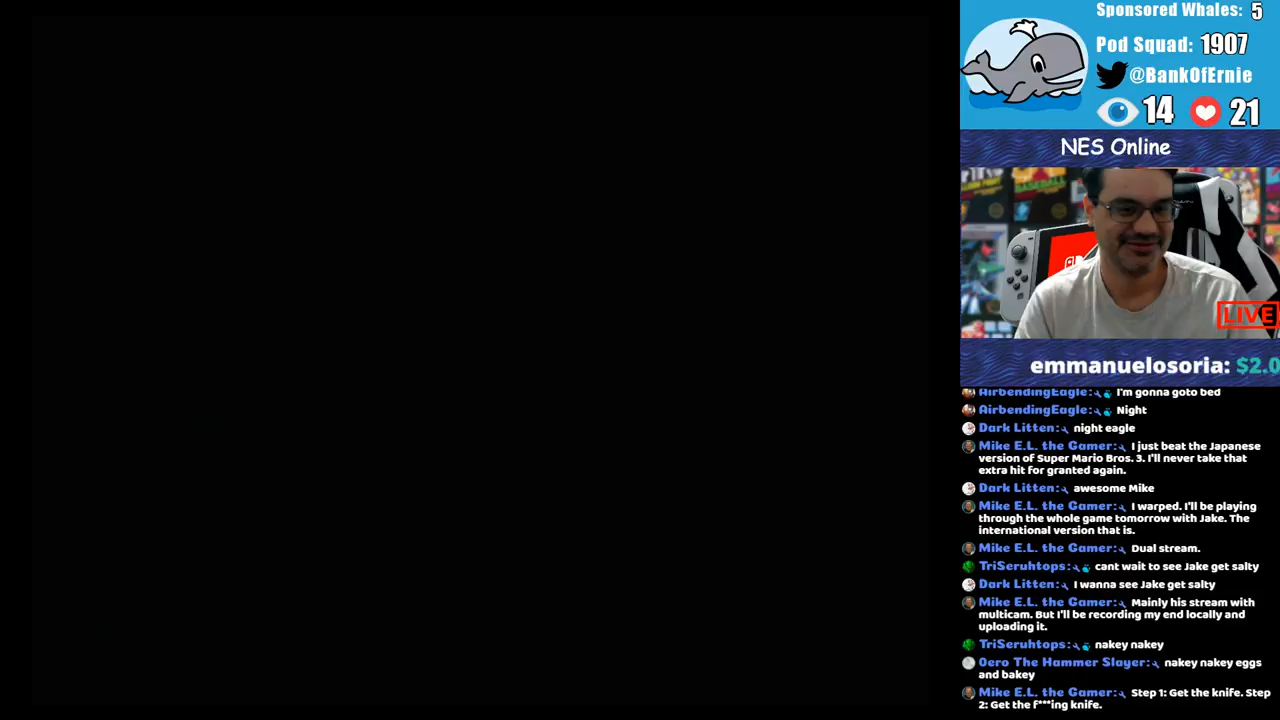 Sponsored Whales: 5
Pod Squad: 1907
@BankOfErnie
14 21
NES Online
LIVE
emmanuelosoria: $2.0
AirbendingEagle: I'm gonna goto bed
AirbendingEagle: Night
Dark Litten: night eagle
Mike E.L. the Gamer: I just beat the Japanese
version of Super Mario Bros. 3. I'll never take that
extra hit for granted again.
Dark Litten: awesome Mike
Mike E.L. the Gamer: I warped. I'll be playing
through the whole game tomorrow with Jake. The
international version that is.
Mike E.L. the Gamer: Dual stream.
TriSeruhtops: cant wait to see Jake get salty
Dark Litten: I wanna see Jake get salty
Mike E.L. the Gamer: Mainly his stream with
multicam. But I'll be recording my end locally and
uploading it.
TriSeruhtops: nakey nakey
Oero The Hammer Slayer: nakey nakey eggs
and bakey
Mike E.L. the Gamer: Step 1: Get the knife. Step
2: Get the f***ing knife.